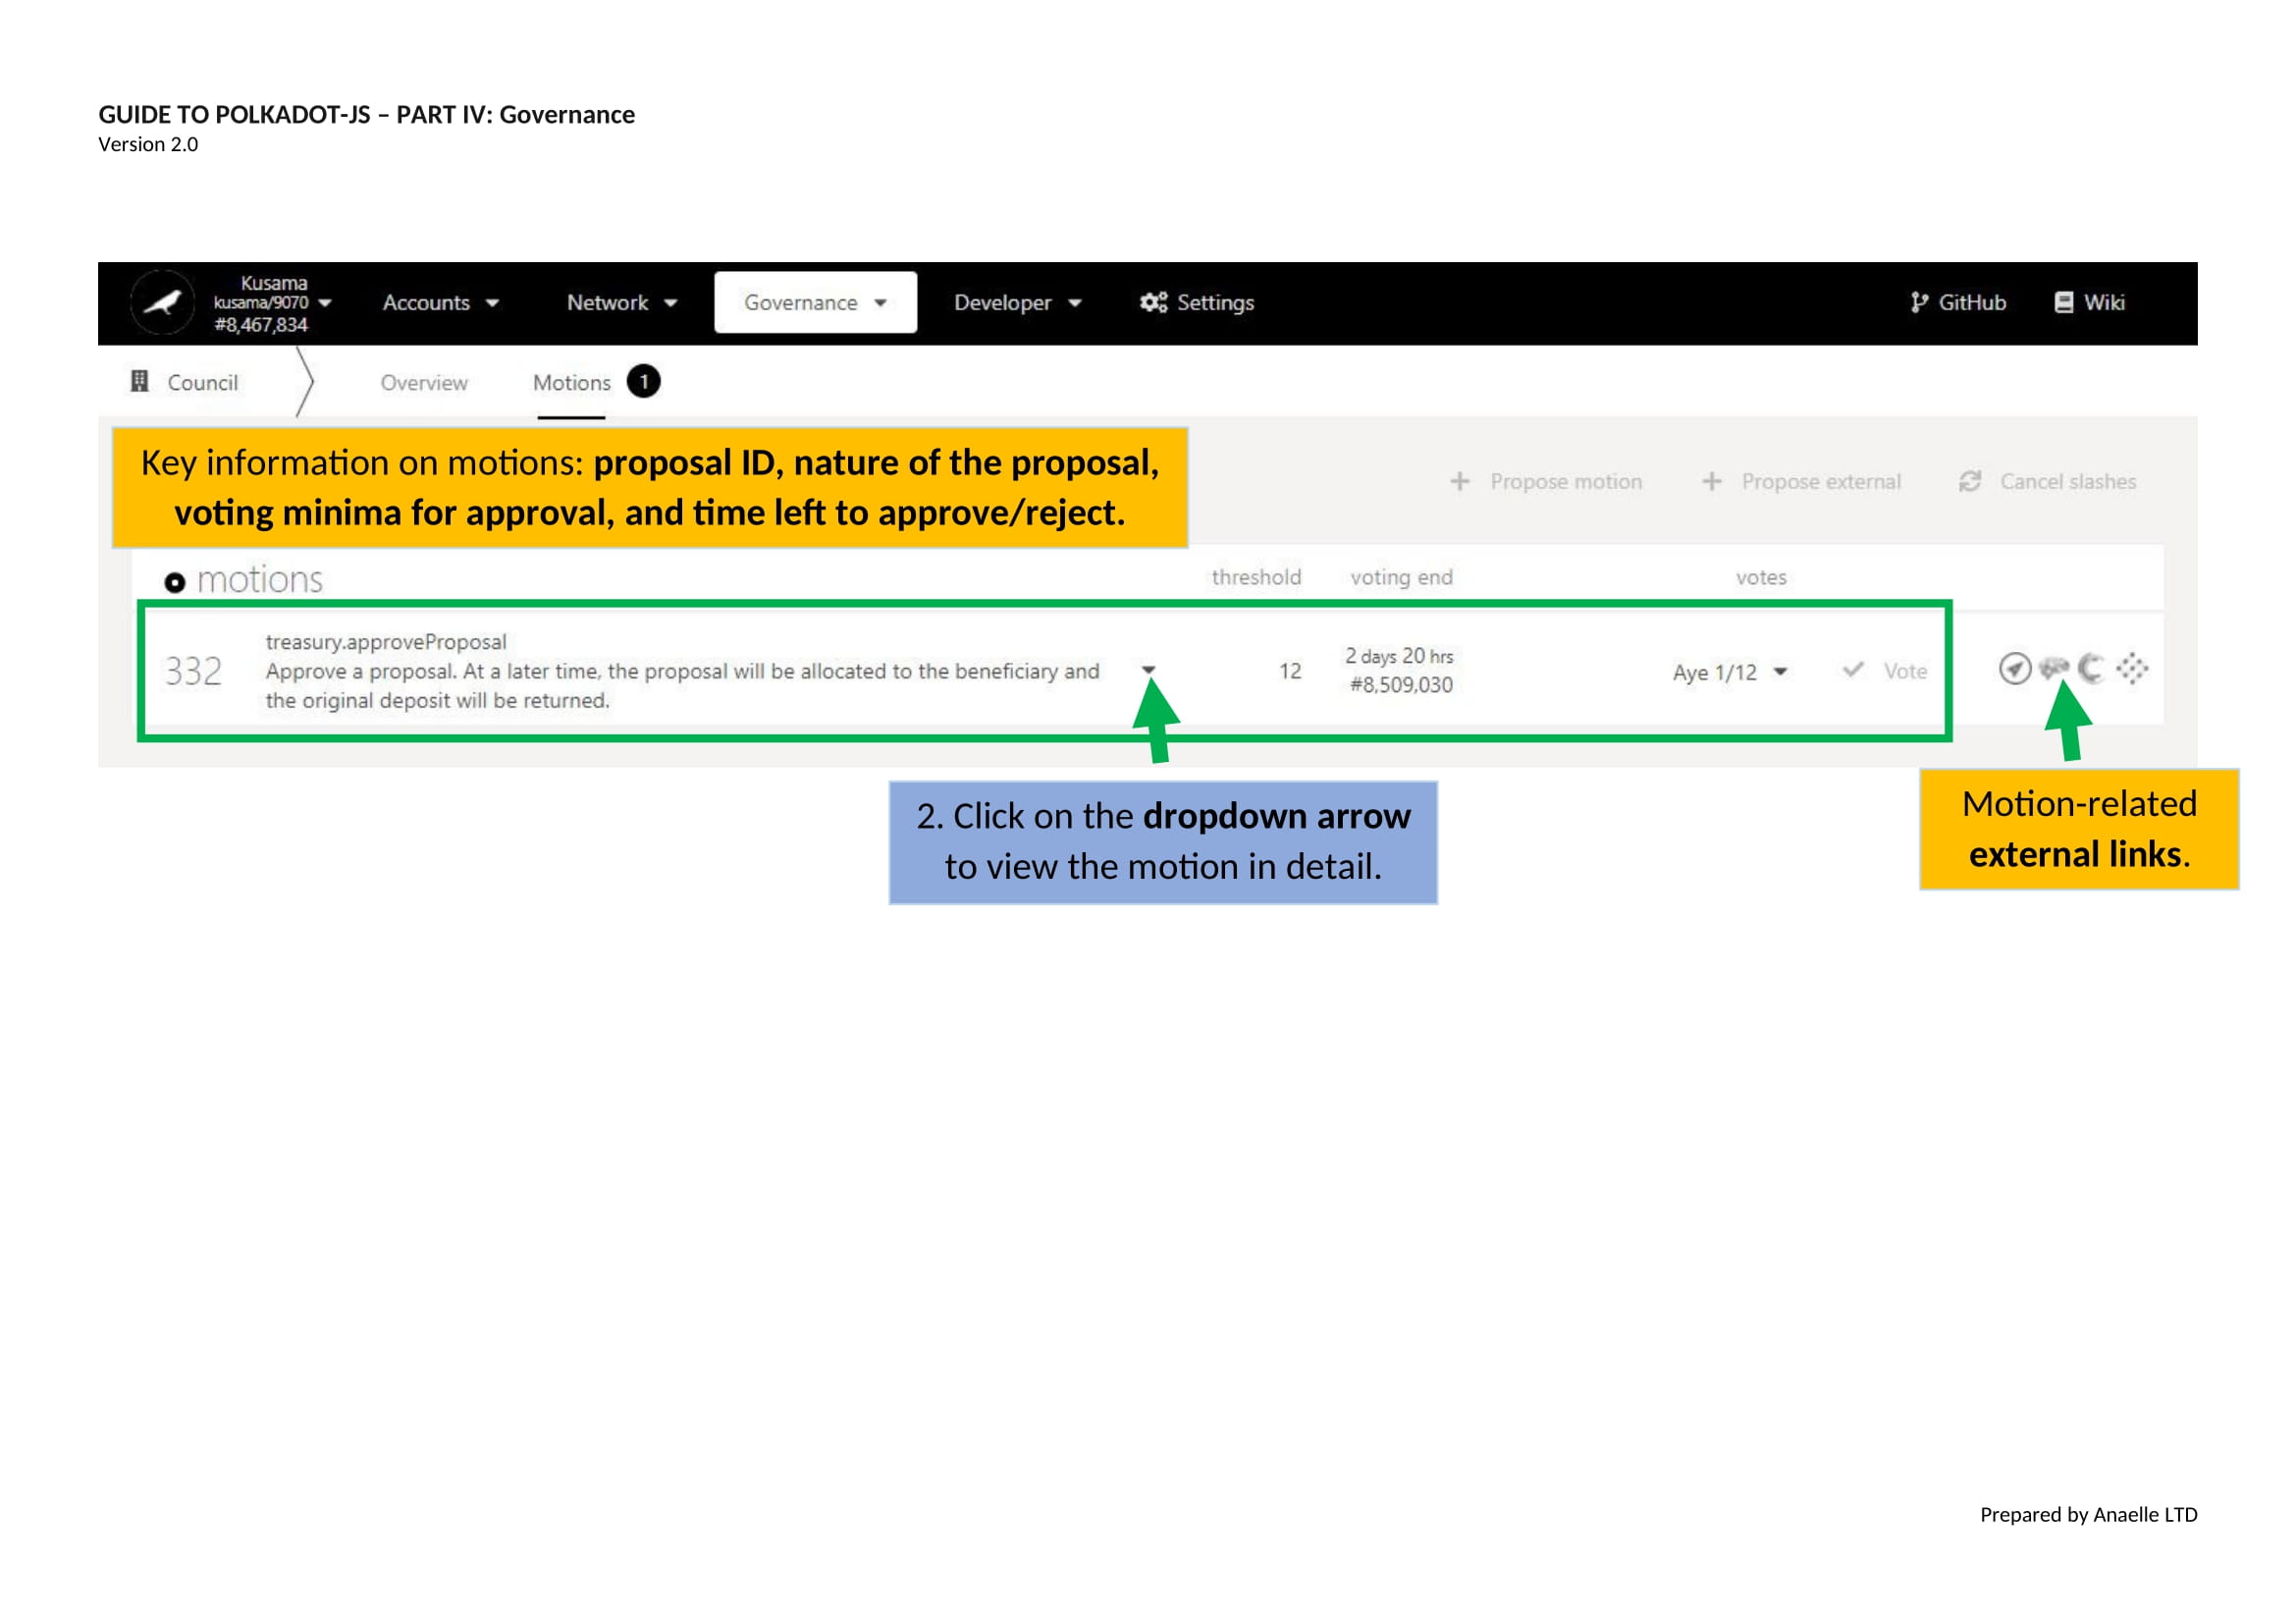 GUIDE TO POLKADOT-JS – PART IV: Governance
Version 2.0
Kusama
kusama/9070
#8,467,834
Accounts
Network
Governance
Developer
Settings
GitHub
Wiki
Council
Overview
Motions
1
Key information on motions: proposal ID, nature of the proposal,
voting minima for approval, and time left to approve/reject.
Propose motion
Propose external
Cancel slashes
motions
threshold
voting end
votes
332
treasury.approveProposal
Approve a proposal. At a later time, the proposal will be allocated to the beneficiary and
the original deposit will be returned.
12
2 days 20 hrs
#8,509,030
Aye 1/12
Vote
2. Click on the dropdown arrow
to view the motion in detail.
Motion-related
external links.
Prepared by Anaelle LTD